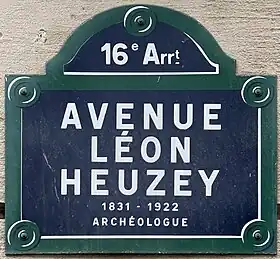 16e Arrt
AVENUE
LÉON
HEUZEY
1831 - 1922
ARCHÉOLOGUE